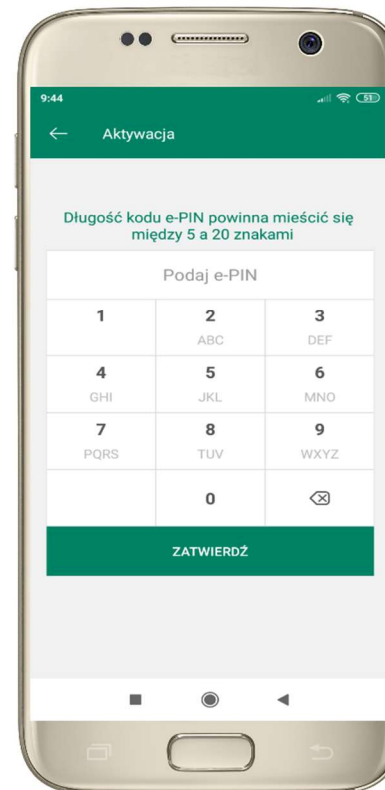 9:44
51
Aktywacja
Długość kodu e-PIN powinna mieścić się
między 5 a 20 znakami
Podaj e-PIN
1 2 3
ABC DEF
4 5 6
GHI JKL MNO
7 8 9
PQRS TUV WXYZ
0
ZATWIERDŹ